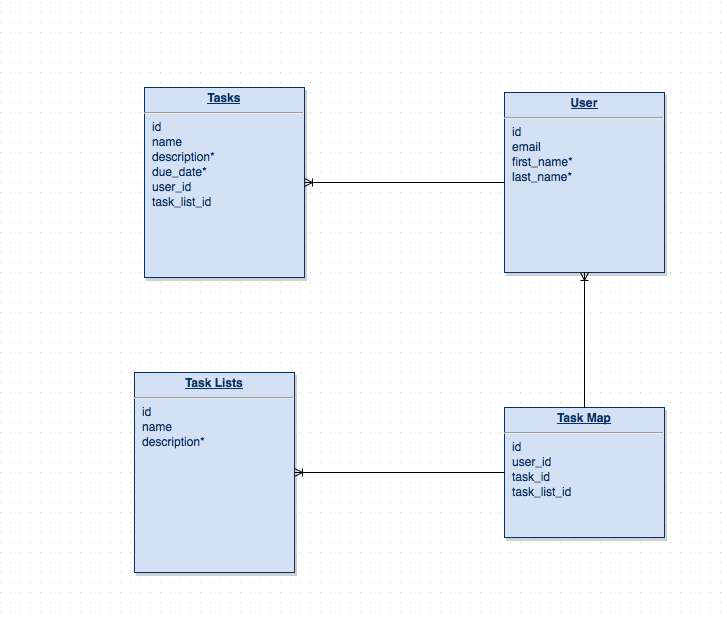 Tasks
id
name
description*
due_date*
user_id
task_list_id
User
id
email
first_name*
last_name*
Task Lists
id
name
description*
Task Map
id
user_id
task_id
task_list_id